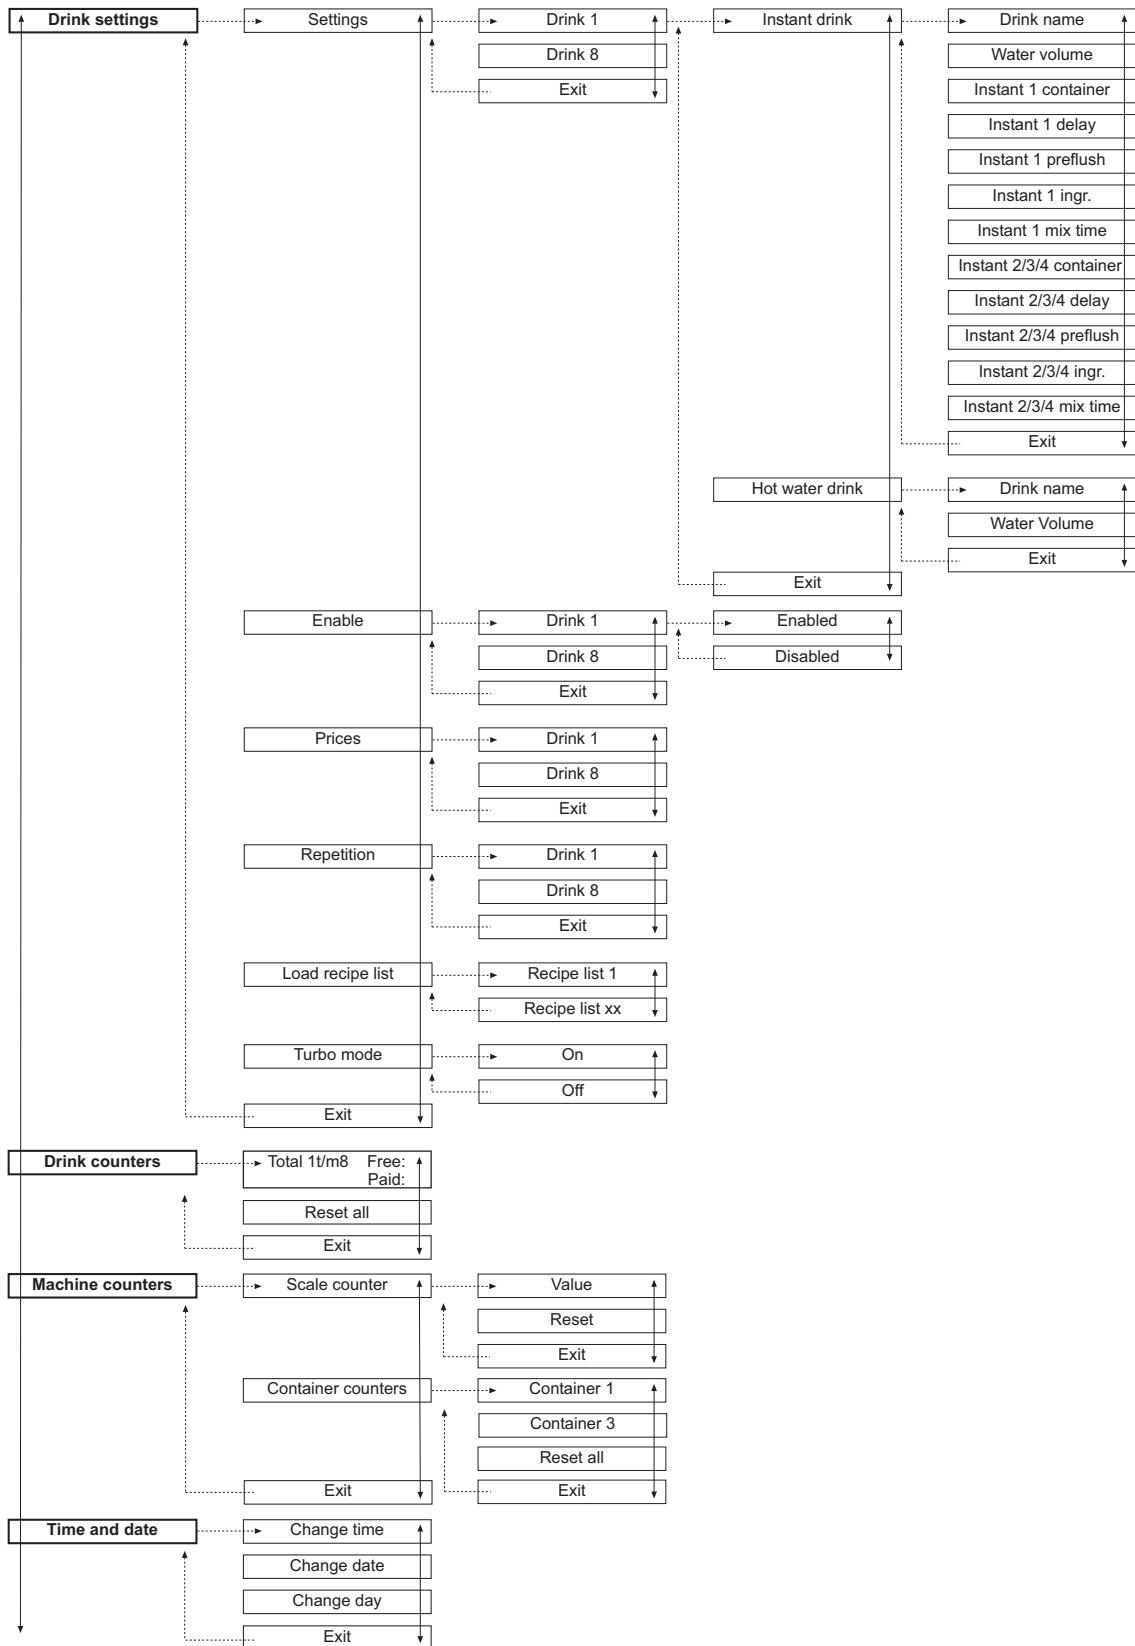 Drink settings
Settings
Drink 1
Instant drink
Drink name
Drink 8
Water volume
Exit
Instant 1 container
Instant 1 delay
Instant 1 preflush
Instant 1 ingr.
Instant 1 mix time
Instant 2/3/4 container
Instant 2/3/4 delay
Instant 2/3/4 preflush
Instant 2/3/4 ingr.
Instant 2/3/4 mix time
Exit
Hot water drink
Drink name
Water Volume
Exit
Exit
Enable
Drink 1
Enabled
Drink 8
Disabled
Exit
Prices
Drink 1
Drink 8
Exit
Repetition
Drink 1
Drink 8
Exit
Load recipe list
Recipe list 1
Recipe list xx
Turbo mode
On
Off
Exit
Drink counters
Total 1t/m8 Free:
Paid:
Reset all
Exit
Machine counters
Scale counter
Value
Reset
Exit
Container counters
Container 1
Container 3
Reset all
Exit
Exit
Time and date
Change time
Change date
Change day
Exit